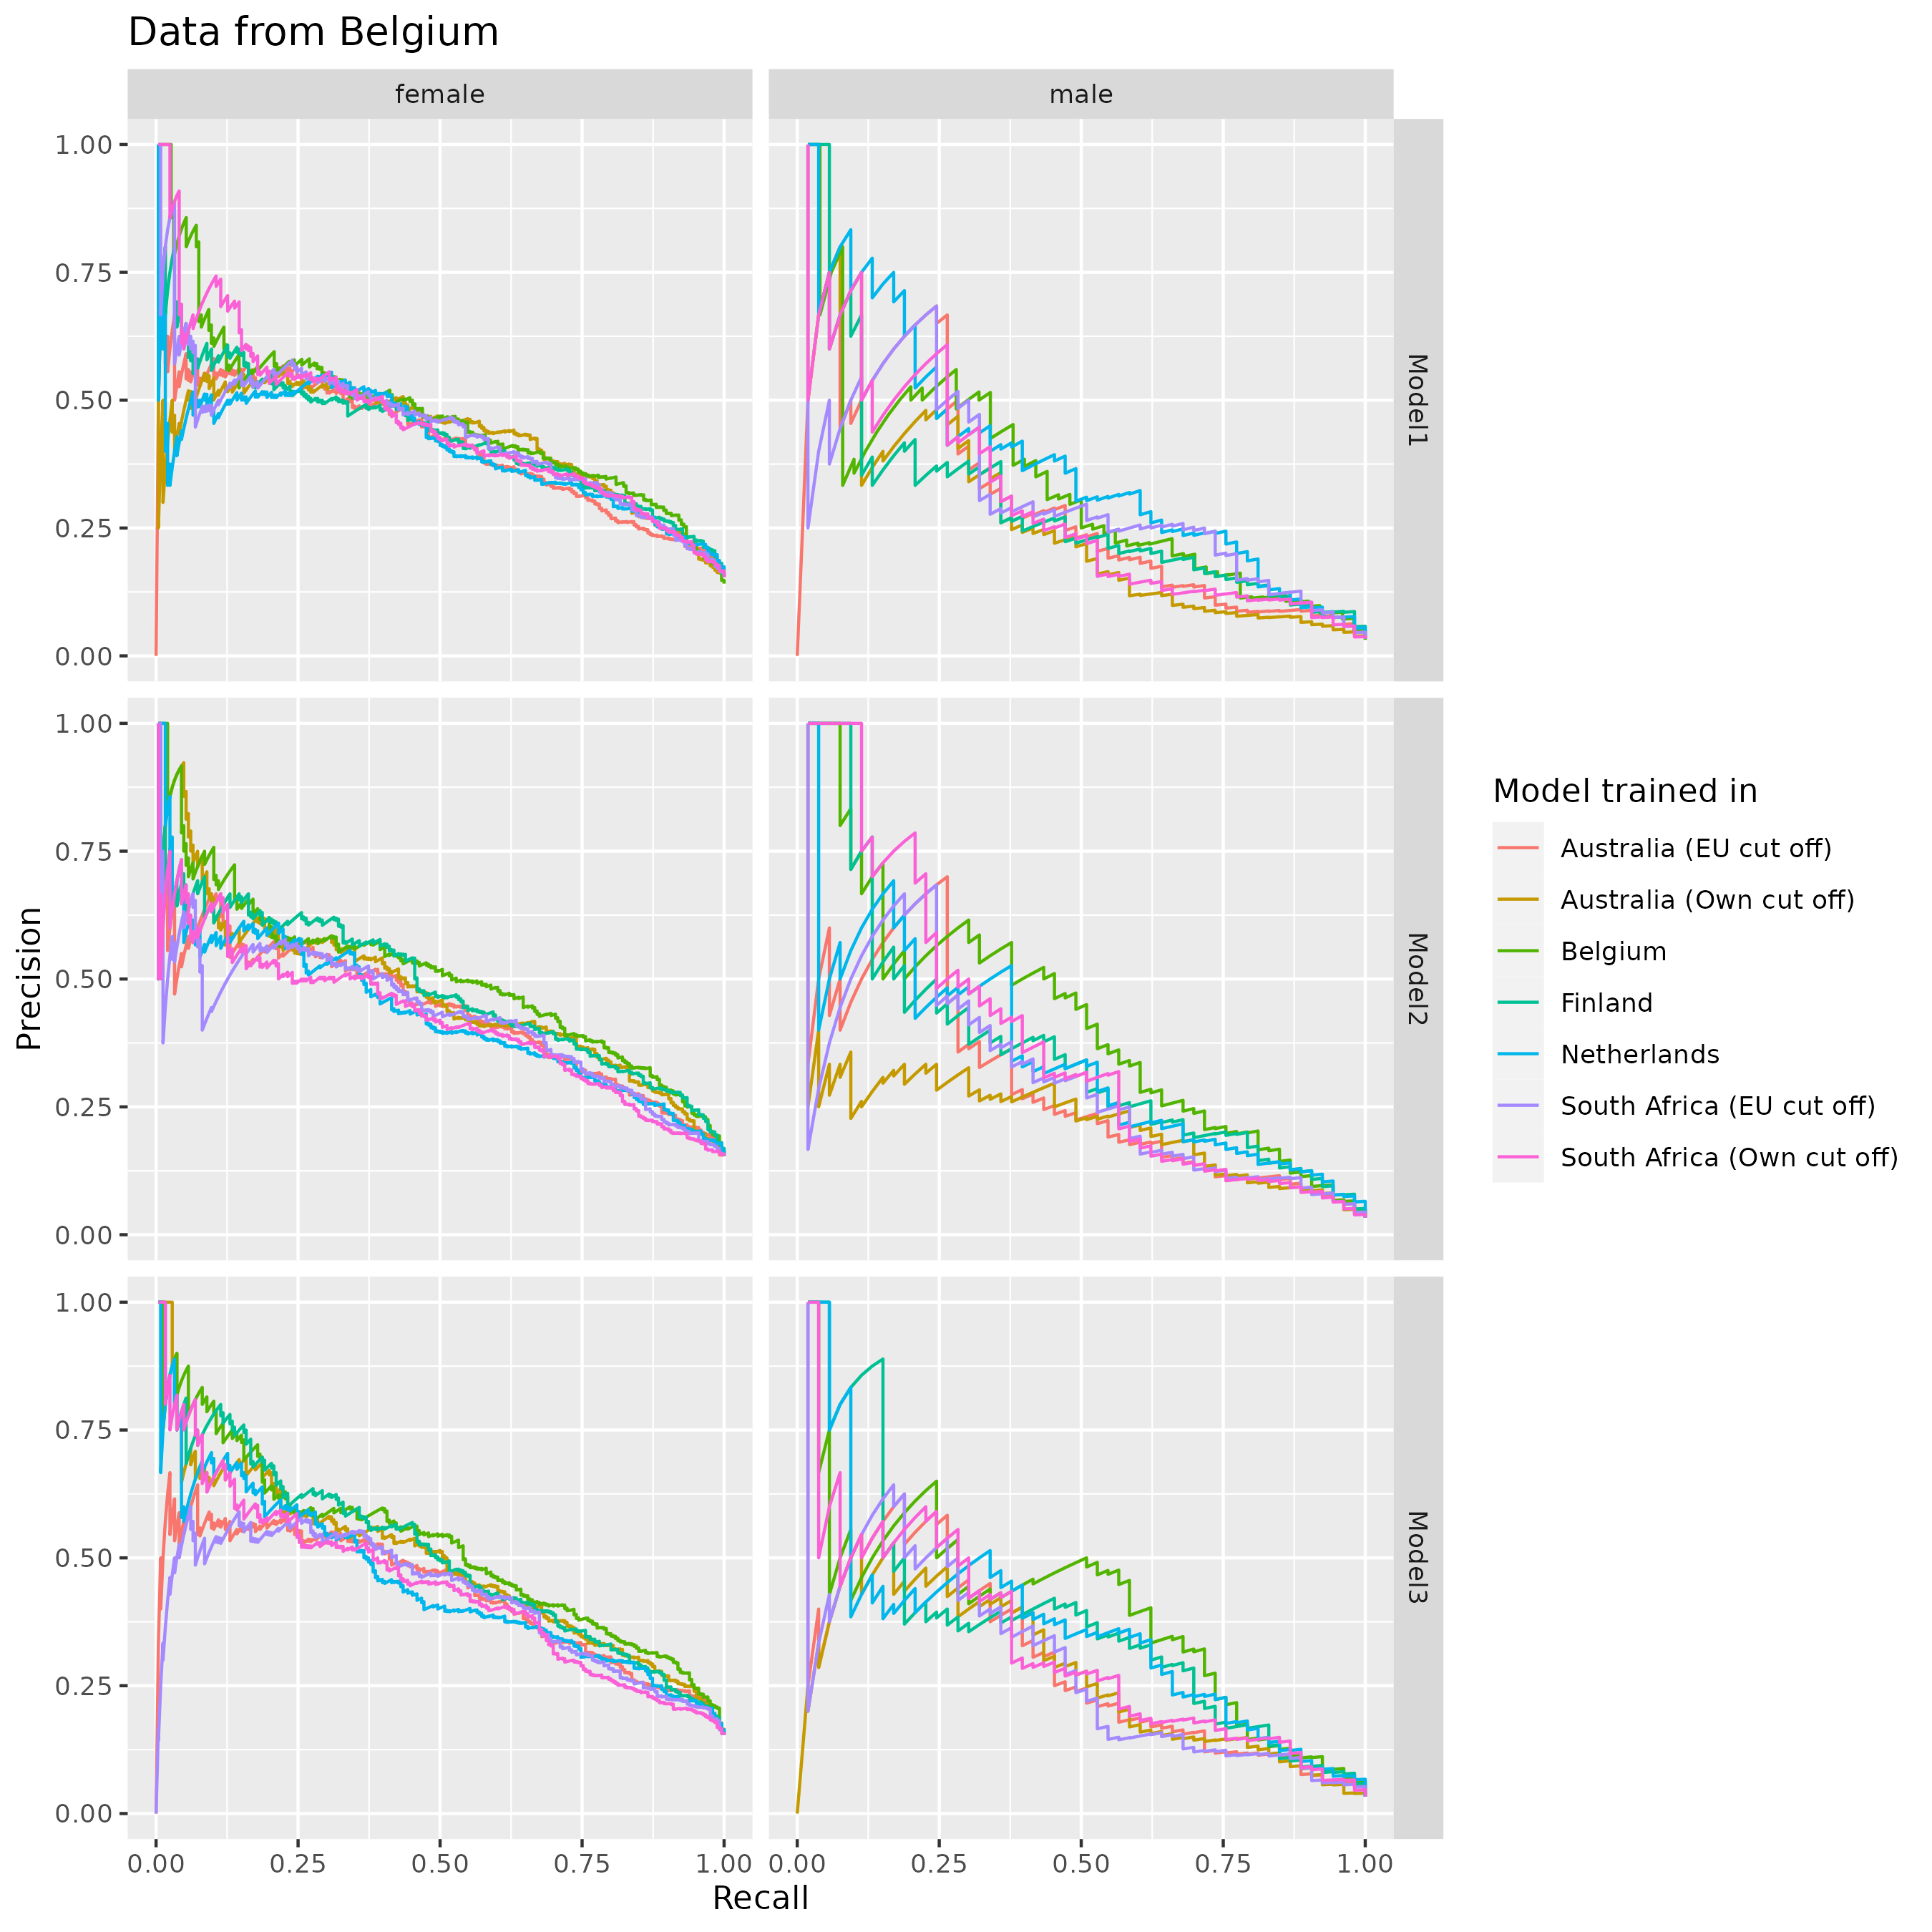 Data from Belgium
female
male
1.00
0.75
0.50
0.25
0.00
Model1
1.00
0.75
0.50
0.25
0.00
Model2
1.00
0.75
0.50
0.25
0.00
Model3
0.00 0.25 0.50 0.75 1.00
0.00 0.25 0.50 0.75 1.00
Recall
Precision
Model trained in
Australia (EU cut off)
Australia (Own cut off)
Belgium
Finland
Netherlands
South Africa (EU cut off)
South Africa (Own cut off)